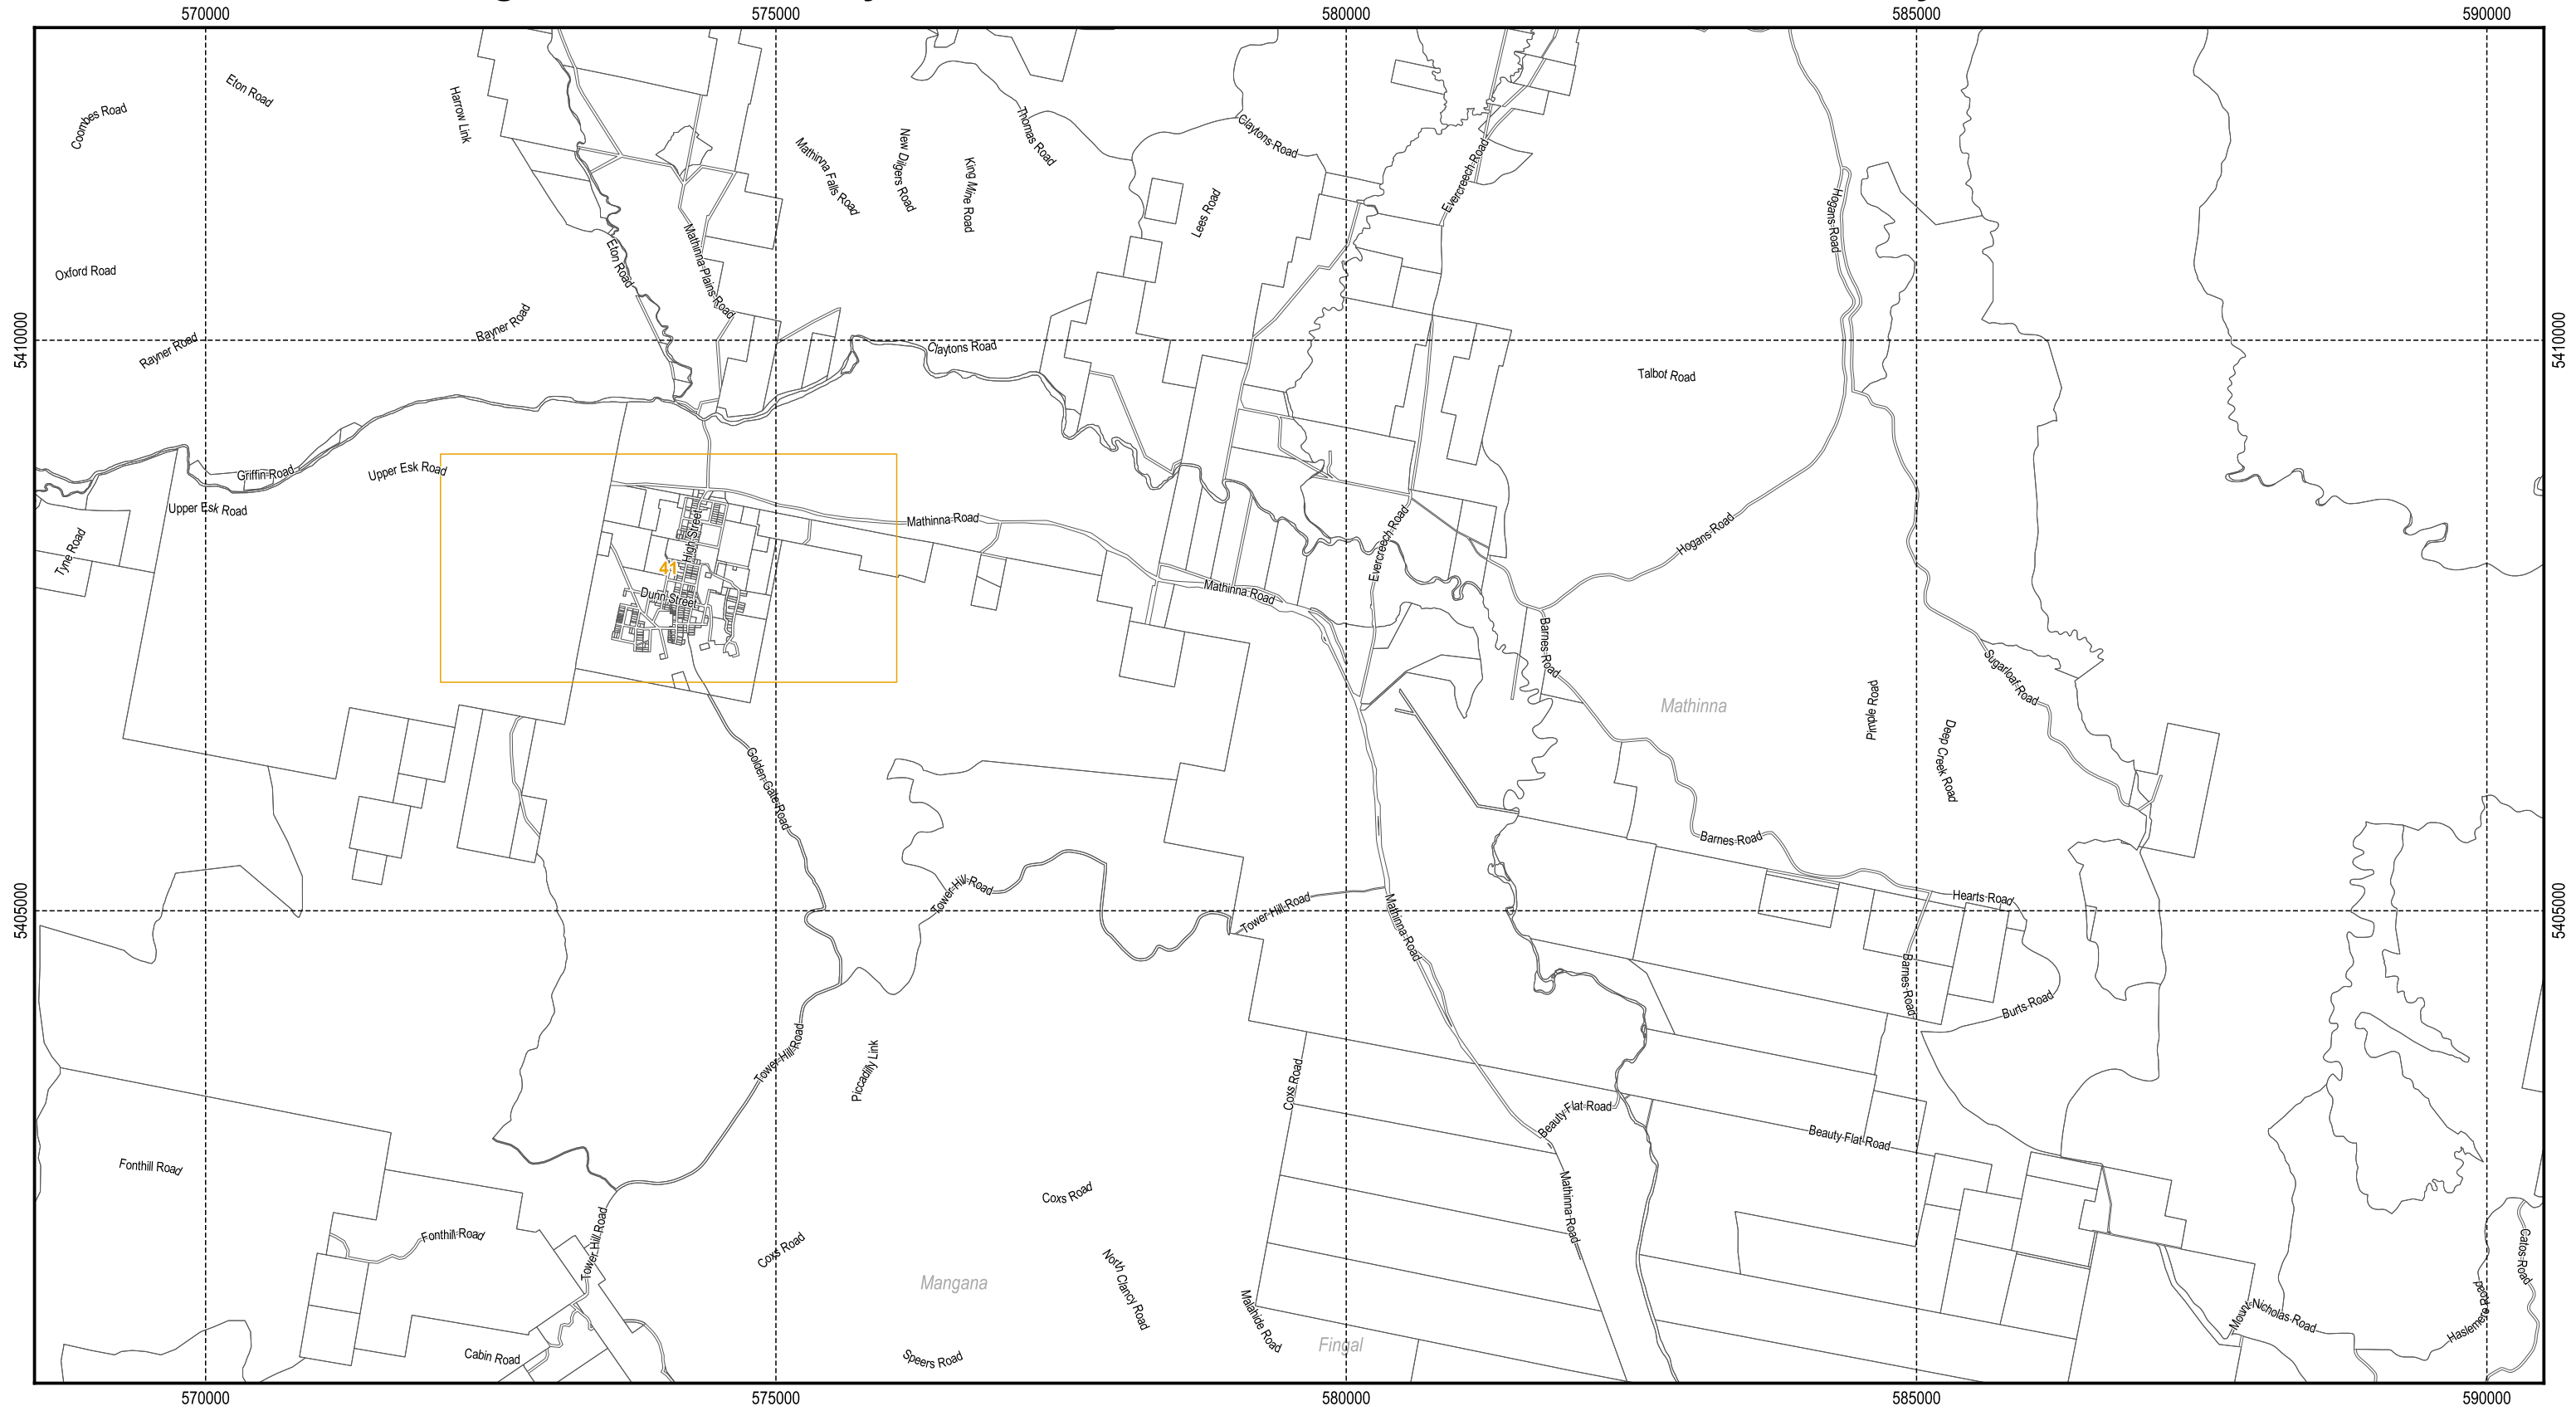 570000
575000
580000
585000
590000
Eton Road
Coombes Road
Harrow Link
Thomas Road
Claytons Road
Mathinna Falls Road
New Diggers Road
King Mine Road
Evercreech Road
Lees Road
Hogans Road
Eton Road
Mathinna Plains Road
Oxford Road
Rayner Road
Rayner Road
5410000
5410000
Claytons Road
Talbot Road
Griffin Road
Upper Esk Road
Upper Esk Road
Mathinna Road
High Street
Tyne Road
Evercreech Road
Hogans Road
41
Dunn Street
Mathinna Road
Barnes Road
Sugarloaf Road
Mathinna
Pimple Road
Deep Creek Road
Golden Gate Road
Barnes Road
Tower Hill Road
Hearts Road
Tower Hill Road
5405000
5405000
Mathinna Road
Barnes Road
Burts Road
Tower Hill Road
Piccadilly Link
Coxs Road
Beauty Flat Road
Beauty Flat Road
Fonthill Road
Coxs Road
Mathinna Road
Fonthill Road
Tower Hill Road
Coxs Road
Catos Road
Mangana
North Clancy Road
Malahide Road
Mount Nicholas Road
Haslemere Road
Fingal
Cabin Road
Speers Road
570000
575000
580000
585000
590000